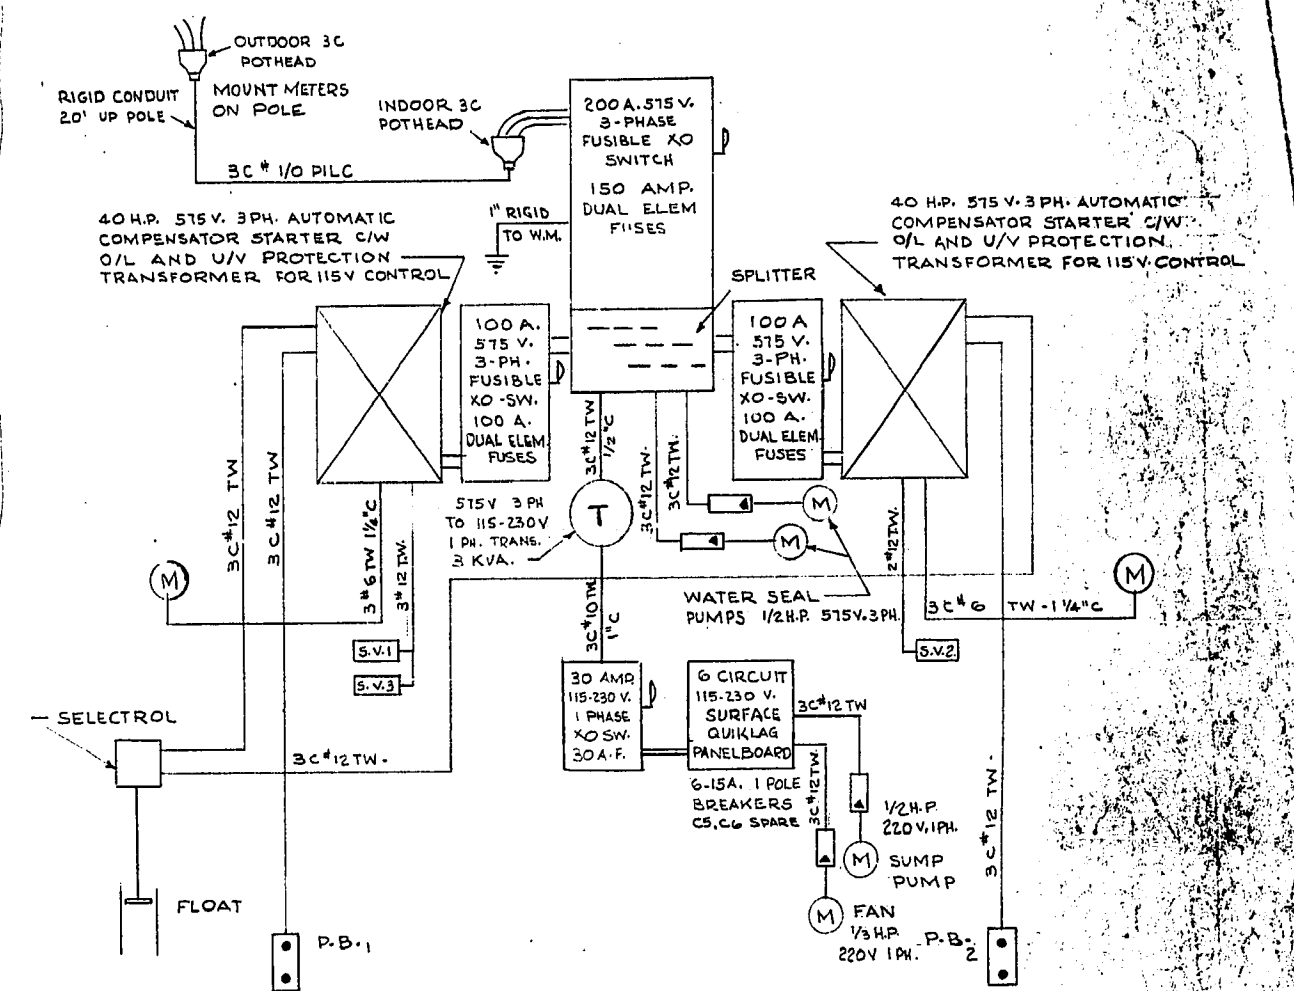 OUTDOOR 3C
POTHEAD
RIGID CONDUIT
20' UP POLE
MOUNT METERS
ON POLE
INDOOR 3C
POTHEAD
3C # 1/0 PILC
200 A. 575 V.
3-PHASE
FUSIBLE XO
SWITCH
150 AMP.
DUAL ELEM
FUSES
1" RIGID
TO W.M.
40 H.P. 575 V. 3 PH. AUTOMATIC
COMPENSATOR STARTER C/W
O/L AND U/V PROTECTION
TRANSFORMER FOR 115V CONTROL
40 H.P. 575 V. 3 PH. AUTOMATIC
COMPENSATOR STARTER C/W
O/L AND U/V PROTECTION
TRANSFORMER FOR 115V. CONTROL
SPLITTER
100 A.
575 V.
3-PH.
FUSIBLE
XO-SW.
100 A.
DUAL ELEM.
FUSES
100 A
575 V.
3-PH.
FUSIBLE
XO-SW.
100 A.
DUAL ELEM.
FUSES
3C#12 TW
3C#12 TW
3#6 TW 1 1/4"C
3#12 TW.
3C#12 TW
1/2"C
3C#12 TW.
3C#12 TW.
2#12 TW.
T
575V 3 PH
TO 115-230V
1 PH. TRANS.
3 KVA.
M
M
M
M
WATER SEAL
PUMPS 1/2 H.P. 575V. 3 PH.
3C#6 TW - 1 1/4"C
3C#10 TW
1"C
S.V.1
S.V.3
S.V.2
SELECTROL
3C#12 TW.
30 AMP.
115-230 V.
1 PHASE
XO SW.
30 A.F.
6 CIRCUIT
115-230 V.
SURFACE
QUIKLAG
PANELBOARD
3C#12 TW
3C#12 TW.
6-15A. 1 POLE
BREAKERS
C5, C6 SPARE
1/2 H.P.
220 V, 1 PH.
M
SUMP
PUMP
M
FAN
1/3 H.P.
220V 1 PH.
3C#12 TW.
FLOAT
P.B.1
P.B.2